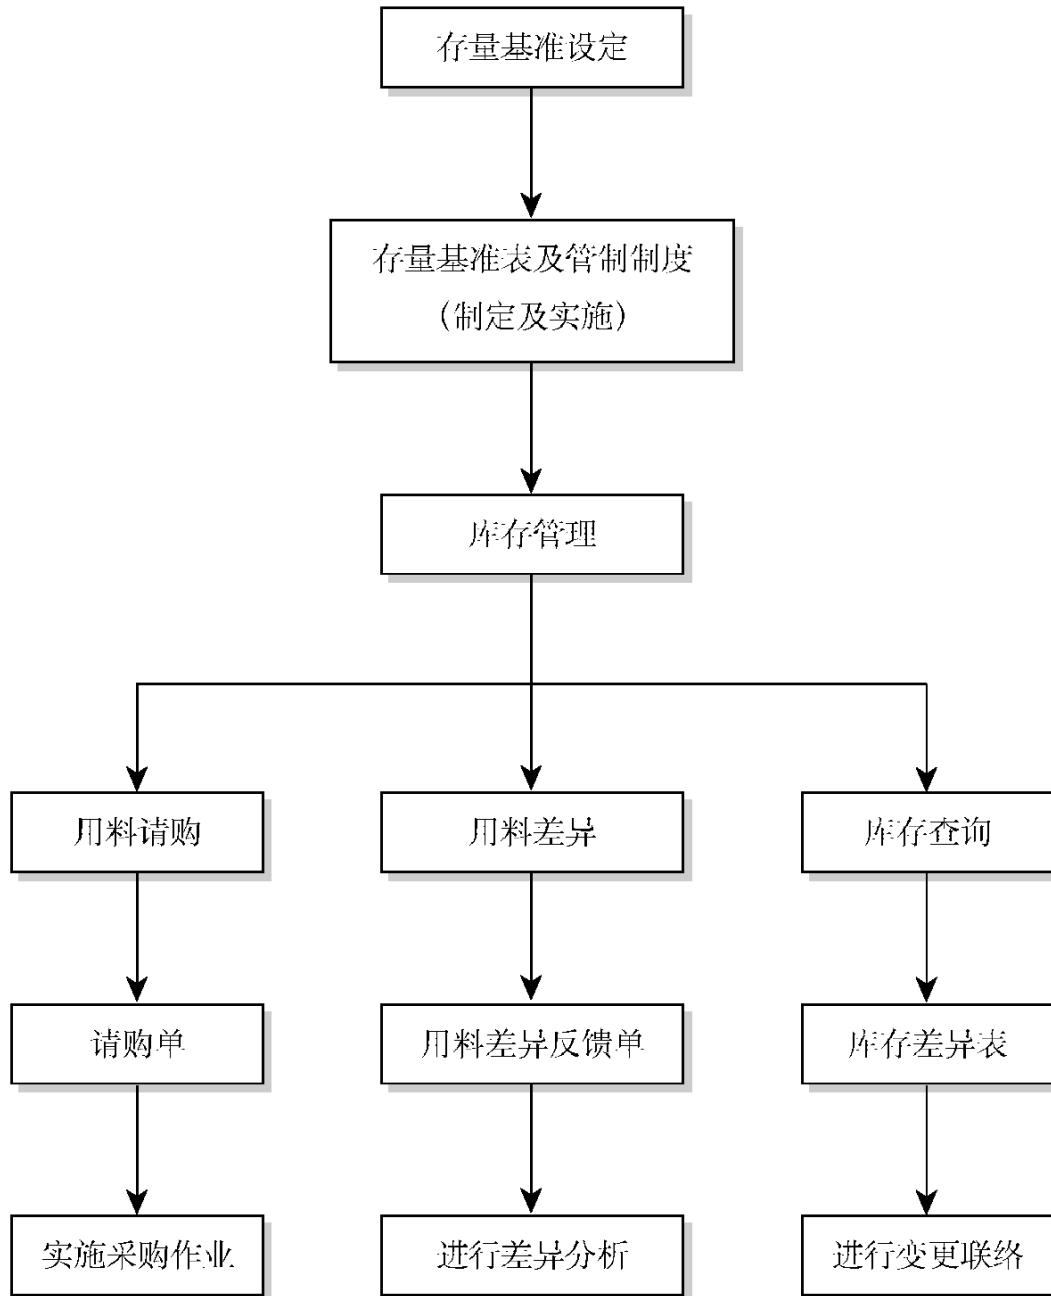 存量基准设定
存量基准表及管制制度
（制定及实施）
库存管理
用料请购
用料差异
库存查询
请购单
用料差异反馈单
库存差异表
实施采购作业
进行差异分析
进行变更联络